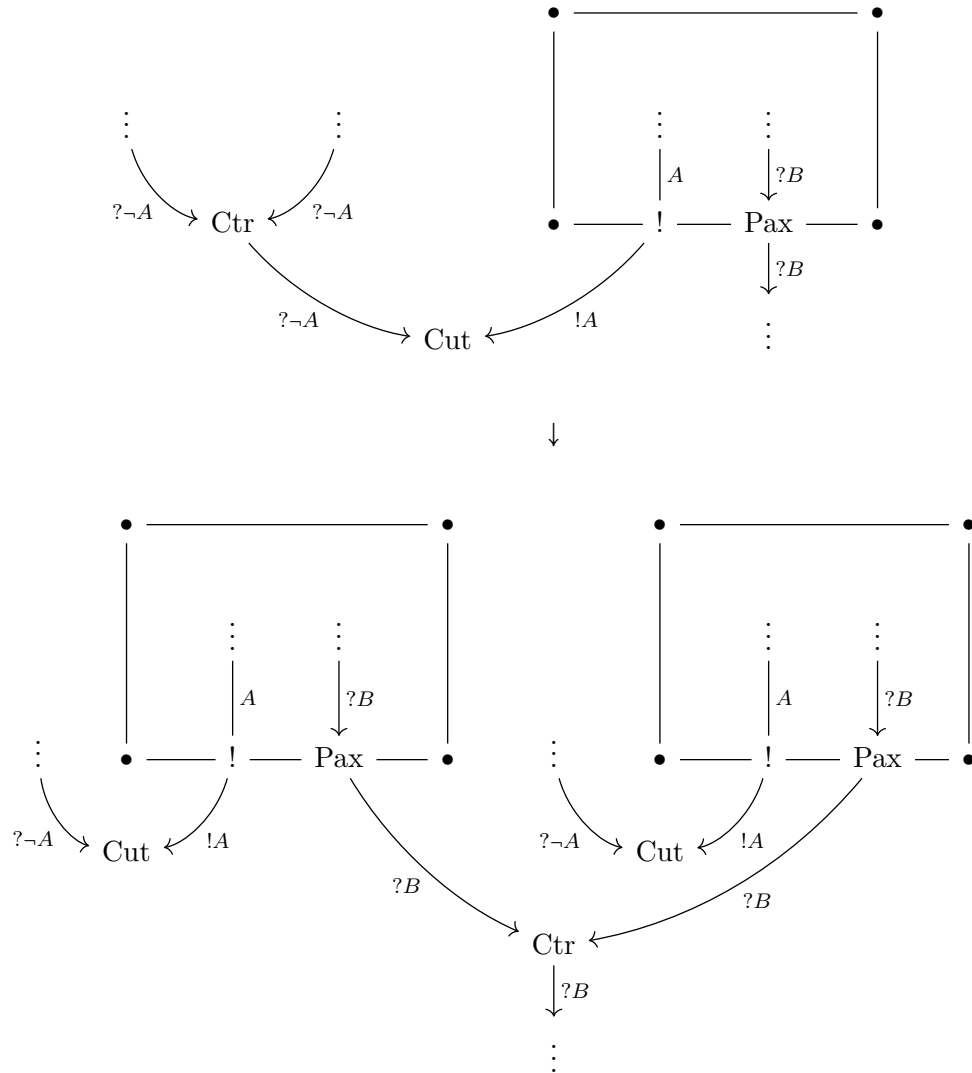 ⋮ ⋮ ⋮ ⋮
A ?B
?¬A ?¬A
Ctr ! Pax
?B
?¬A !A
Cut
⋮
↓
⋮ ⋮ ⋮ ⋮
A ?B A ?B
⋮ ! Pax ⋮ ! Pax
?¬A !A ?¬A !A
Cut Cut
?B ?B
Ctr
?B
⋮